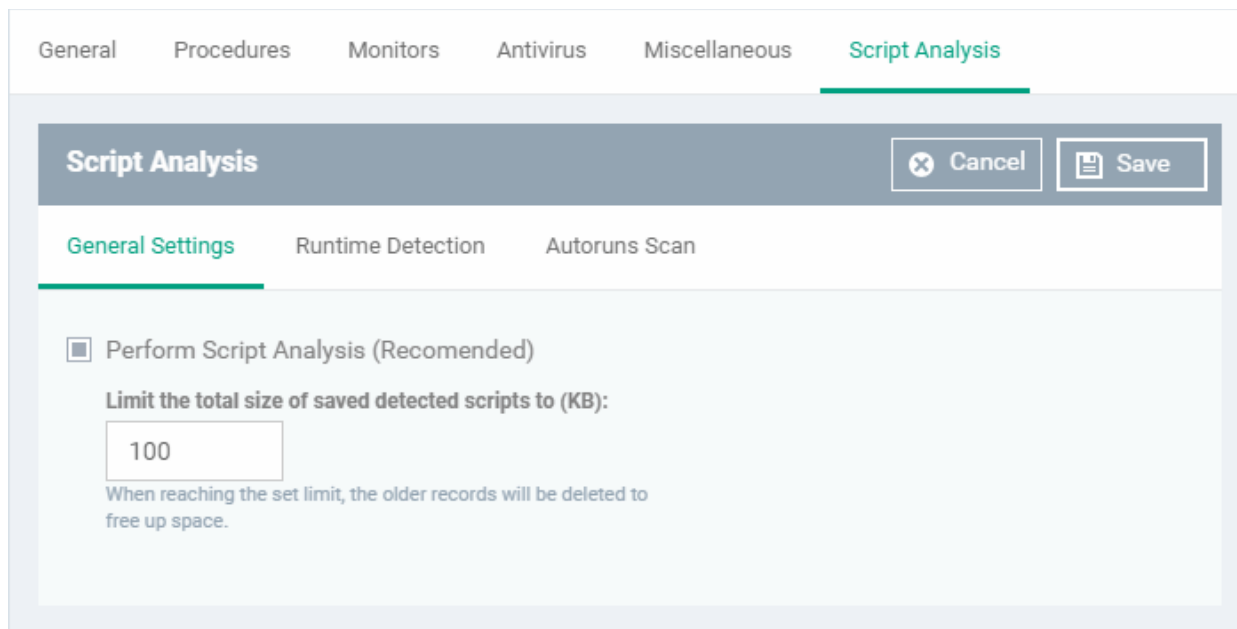 General Procedures Monitors Antivirus Miscellaneous Script Analysis
Script Analysis Cancel Save
General Settings Runtime Detection Autoruns Scan
Perform Script Analysis (Recomended)
Limit the total size of saved detected scripts to (KB):
100
When reaching the set limit, the older records will be deleted to
free up space.